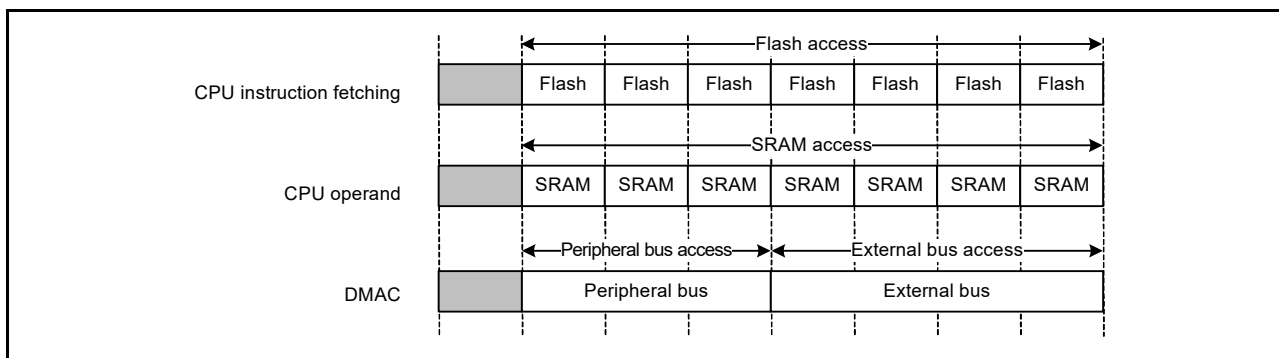 Flash access
CPU instruction fetching Flash Flash Flash Flash Flash Flash Flash
SRAM access
CPU operand SRAM SRAM SRAM SRAM SRAM SRAM SRAM
Peripheral bus access External bus access
DMAC Peripheral bus External bus